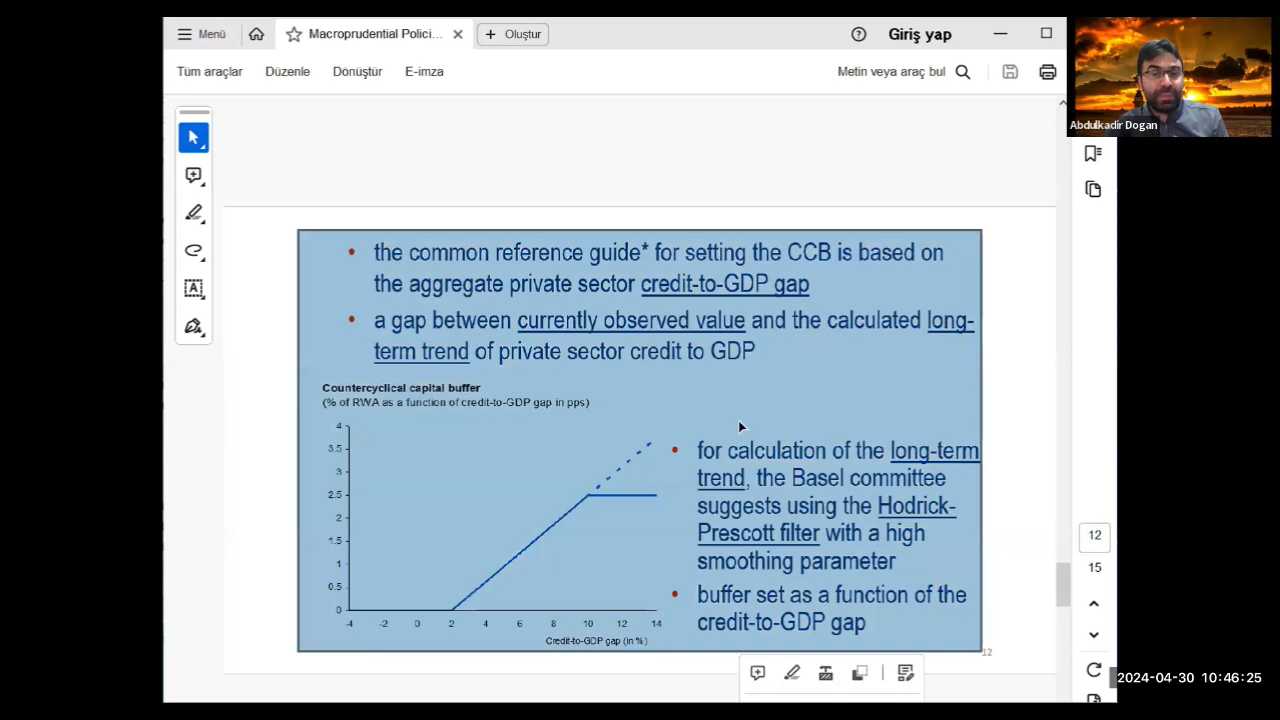 Menü
Macroprudential Polici...
Oluştur
Giriş yap
Abdulkadir Dogan
Tüm araçlar
Düzenle
Dönüştür
E-imza
Metin veya araç bul
• the common reference guide* for setting the CCB is based on
the aggregate private sector credit-to-GDP gap
• a gap between currently observed value and the calculated long-
term trend of private sector credit to GDP
Countercyclical capital buffer
(% of RWA as a function of credit-to-GDP gap in pps)
4
3.5
3
2.5
2
1.5
1
0.5
0
-4 -2 0 2 4 6 8 10 12 14
Credit-to-GDP gap (in %)
• for calculation of the long-term
trend, the Basel committee
suggests using the Hodrick-
Prescott filter with a high
smoothing parameter
• buffer set as a function of the
credit-to-GDP gap
12
12
15
2024-04-30 10:46:25